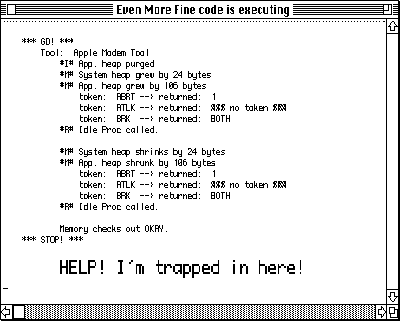 Even More Fine code is executing
*** GO! ***
Tool: Apple Modem Tool
#I# App. heap purged
#M# System heap grew by 24 bytes
#M# App. heap grew by 106 bytes
token: ABRT --> returned: 1
token: ATLK --> returned: %%% no token %%%
token: BRK --> returned: BOTH
#R# Idle Proc called.
#M# System heap shrinks by 24 bytes
#M# App. heap shrunk by 106 bytes
token: ABRT --> returned: 1
token: ATLK --> returned: %%% no token %%%
token: BRK --> returned: BOTH
#R# Idle Proc called.
Memory checks out OKAY.
*** STOP! ***
HELP! I'm trapped in here!